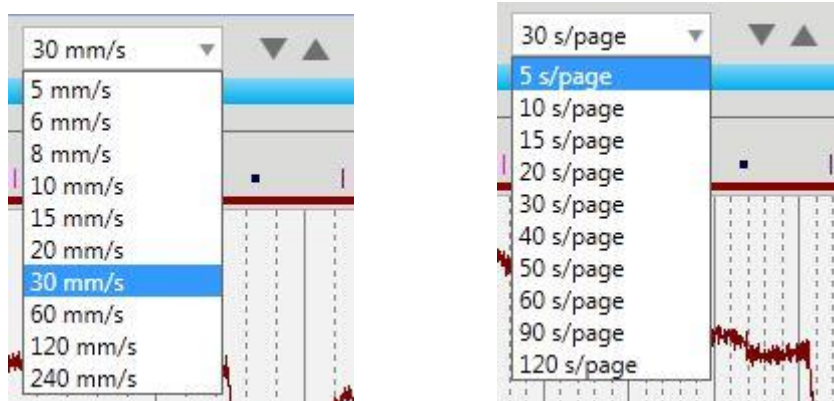 30 mm/s
5 mm/s
6 mm/s
8 mm/s
10 mm/s
15 mm/s
20 mm/s
30 mm/s
60 mm/s
120 mm/s
240 mm/s
30 s/page
5 s/page
10 s/page
15 s/page
20 s/page
30 s/page
40 s/page
50 s/page
60 s/page
90 s/page
120 s/page